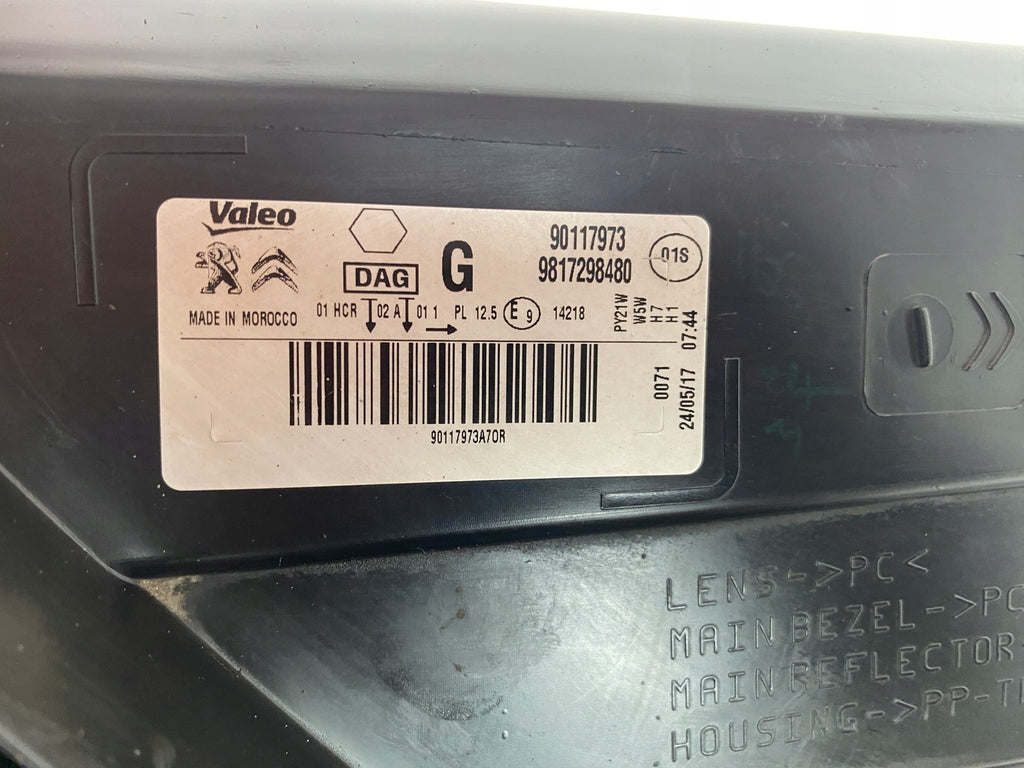 Valeo
DAG
G
90117973
9817298480
01S
MADE IN MOROCCO
01 HCR 02 A 01 1 PL 12.5 E 9 14218
PY21W
W5W
H7
H1
0071
24/05/17 07:44
90117973A70R
LENS->PC<
MAIN BEZEL->PC
MAIN REFLECTOR-
HOUSING->PP-T